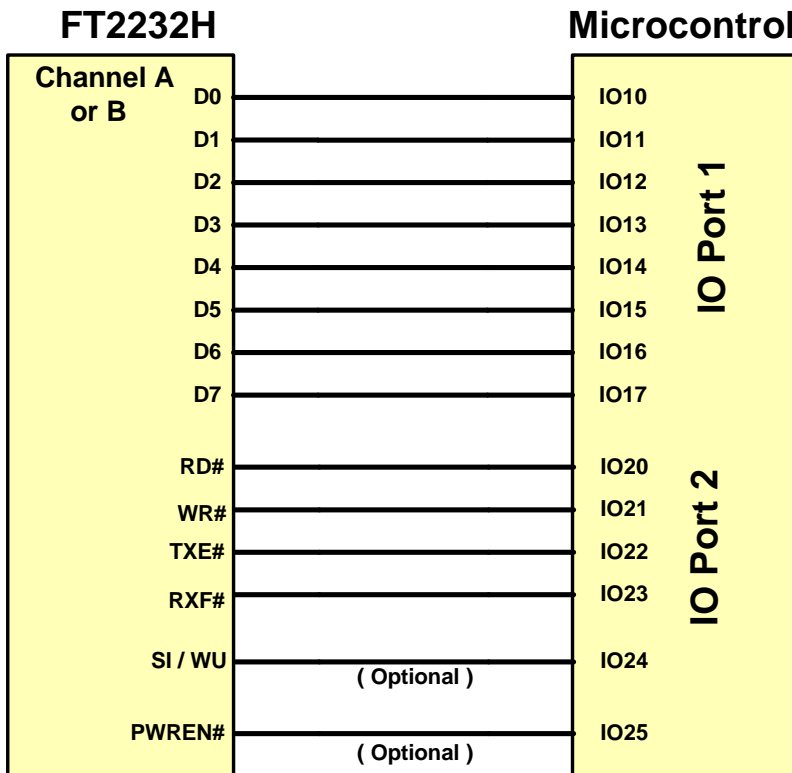 FT2232H
Microcontrol
Channel A
or B
D0 IO10
D1 IO11
D2 IO12
D3 IO13
D4 IO14
D5 IO15
D6 IO16
D7 IO17
IO Port 1
RD# IO20
WR# IO21
TXE# IO22
RXF# IO23
SI / WU ( Optional ) IO24
PWREN# ( Optional ) IO25
IO Port 2